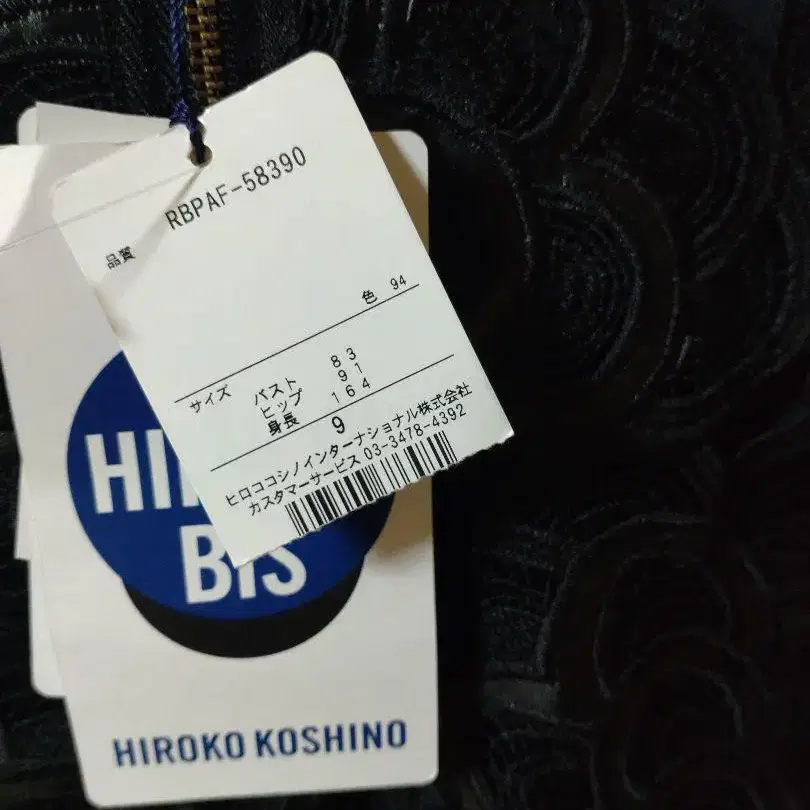 RBPAF-58390
品質
色 94
サイズ バスト 83
ヒップ 91
身長 164
9
ヒロココシノインターナショナル株式会社
カスタマーサービス 03-3478-4392
BIS
HIROKO KOSHINO